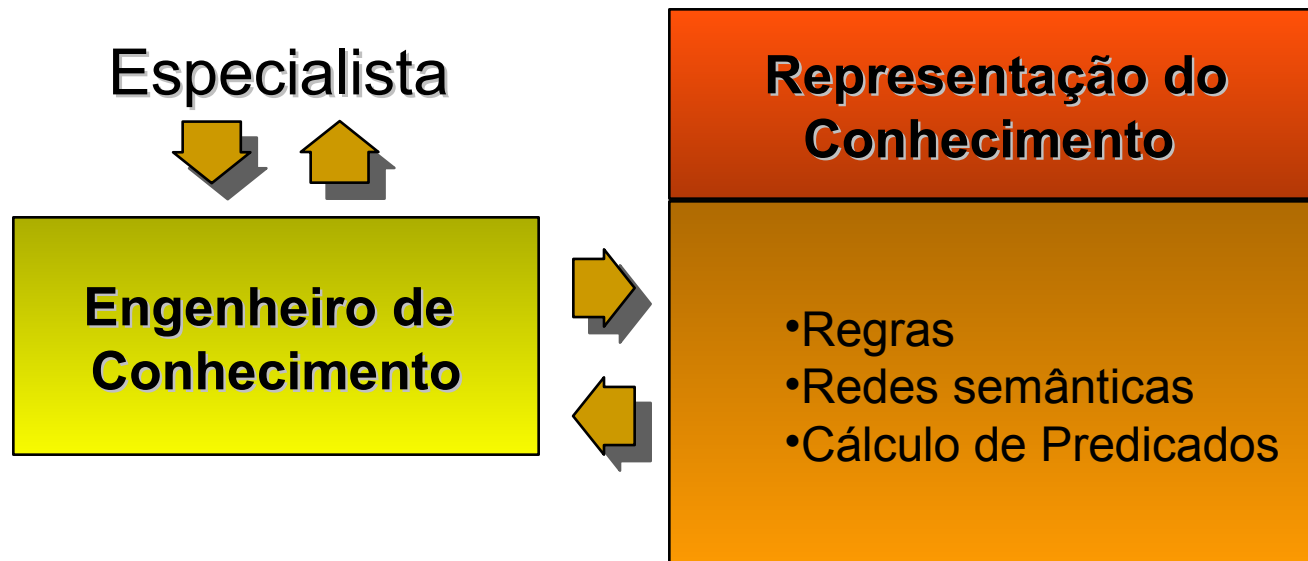 Especialista
Engenheiro de
Conhecimento
Representação do
Conhecimento
•Regras
•Redes semânticas
•Cálculo de Predicados